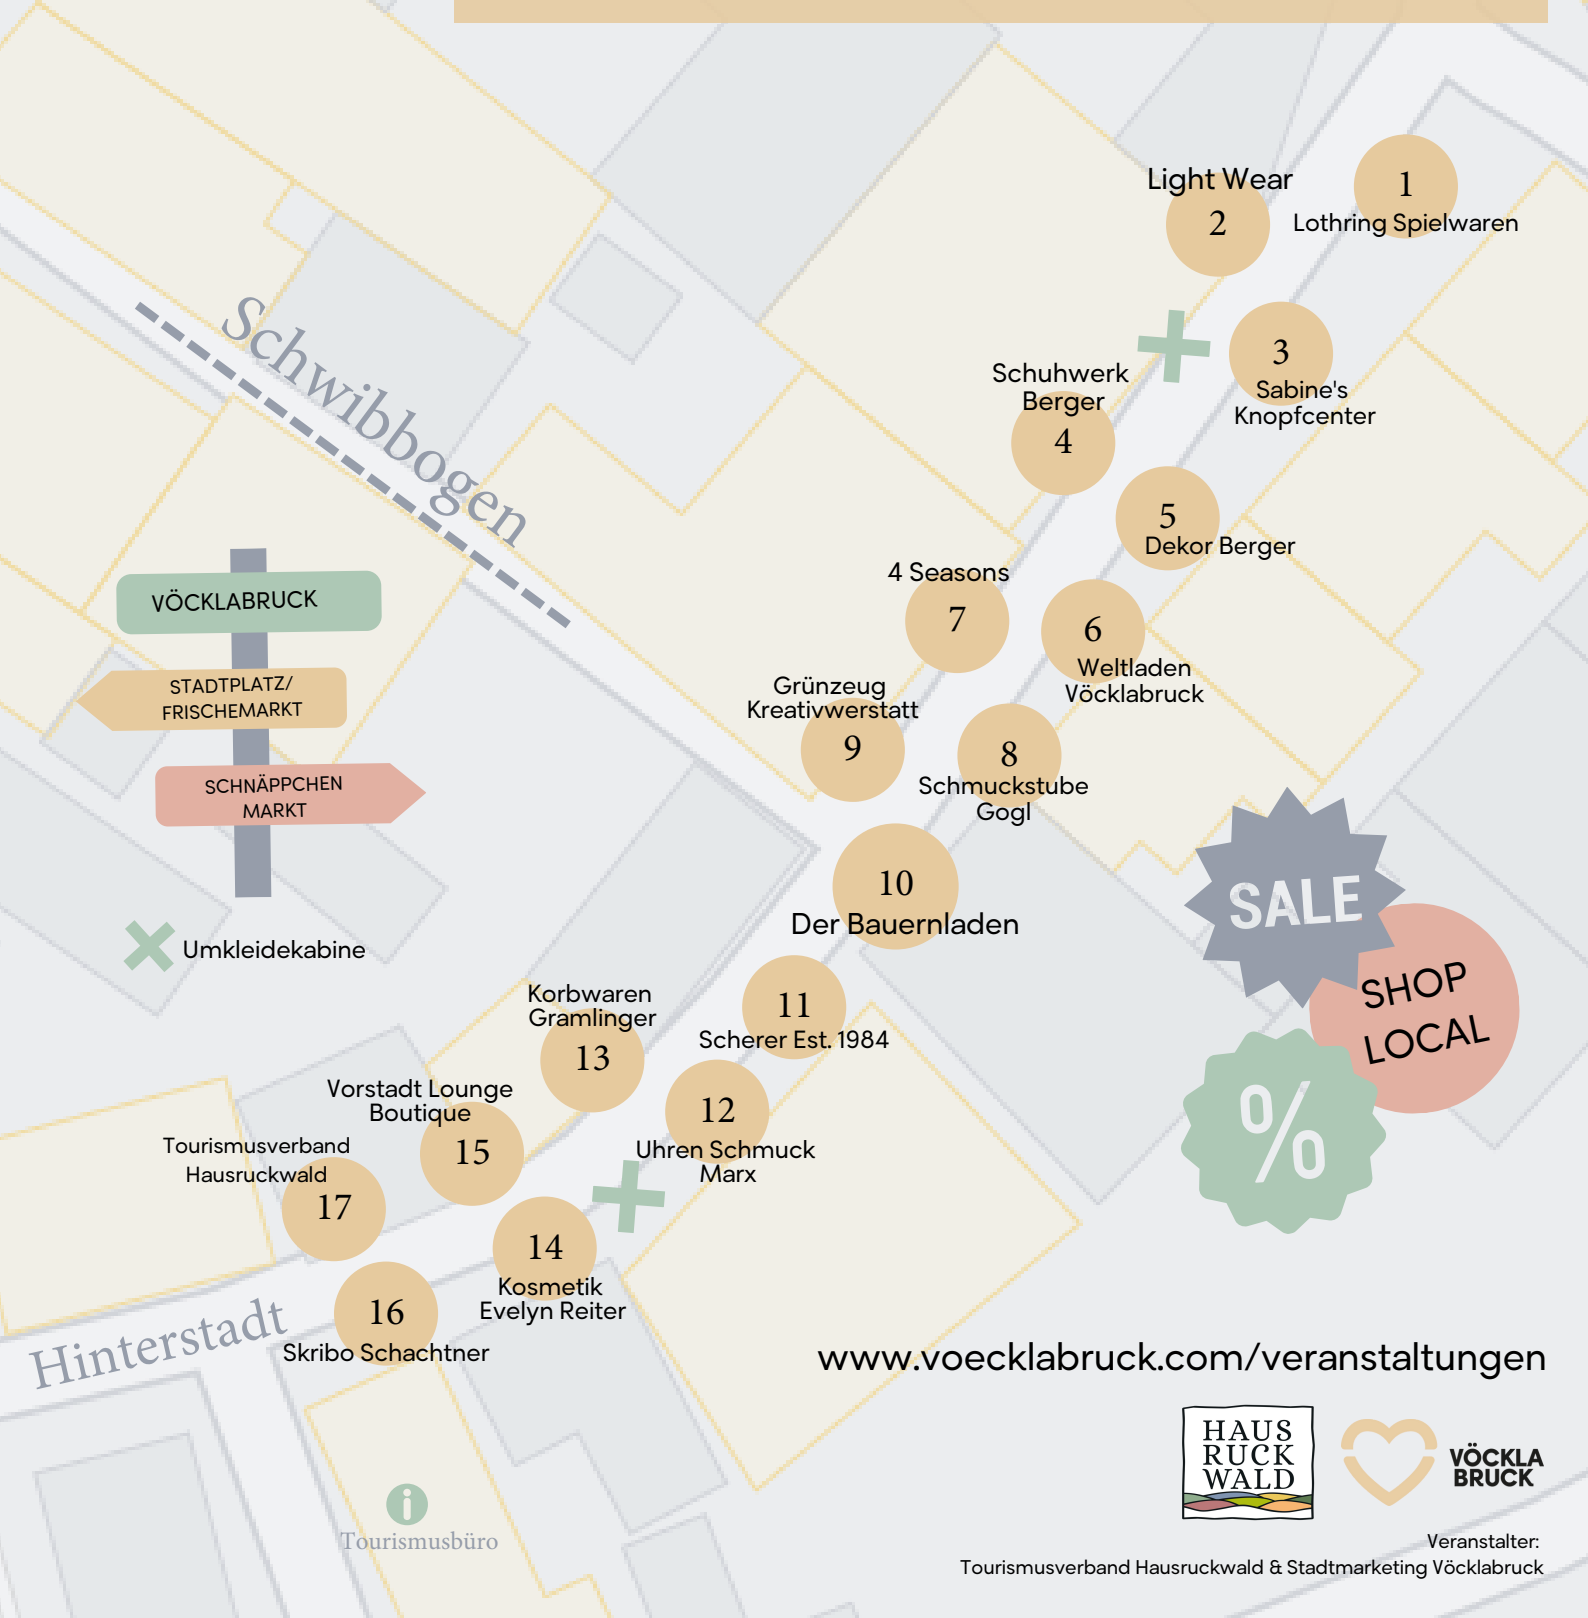 Light Wear
2
1
Lothring Spielwaren
3
Sabine's
Knopfcenter
Schuhwerk
Berger
4
5
Dekor Berger
4 Seasons
7
6
Weltladen
Vöcklabruck
Grünzeug
Kreativwerstatt
9
8
Schmuckstube
Gogl
10
Der Bauernladen
11
Scherer Est. 1984
12
Uhren Schmuck
Marx
Korbwaren
Gramlinger
13
Vorstadt Lounge
Boutique
15
14
Kosmetik
Evelyn Reiter
Tourismusverband
Hausruckwald
17
16
Skribo Schachtner
Schwibbogen
VÖCKLABRUCK
STADTPLATZ/
FRISCHEMARKT
SCHNÄPPCHEN
MARKT
Umkleidekabine
Hinterstadt
i
Tourismusbüro
SALE
SHOP
LOCAL
%
www.voecklabruck.com/veranstaltungen
HAUS
RUCK
WALD
VÖCKLA
BRUCK
Veranstalter:
Tourismusverband Hausruckwald & Stadtmarketing Vöcklabruck